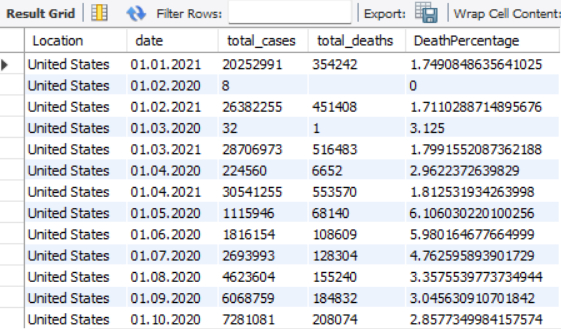 Result Grid Filter Rows: Export: Wrap Cell Content:
Location date total_cases total_deaths DeathPercentage
United States 01.01.2021 20252991 354242 1.7490848635641025
United States 01.02.2020 8 0
United States 01.02.2021 26382255 451408 1.7110288714895676
United States 01.03.2020 32 1 3.125
United States 01.03.2021 28706973 516483 1.7991552087362188
United States 01.04.2020 224560 6652 2.9622372639829
United States 01.04.2021 30541255 553570 1.812531934263998
United States 01.05.2020 1115946 68140 6.106030220100256
United States 01.06.2020 1816154 108609 5.980164677664999
United States 01.07.2020 2693993 128304 4.762595893901729
United States 01.08.2020 4623604 155240 3.3575539773734944
United States 01.09.2020 6068759 184832 3.045630910701842
United States 01.10.2020 7281081 208074 2.8577349984157574